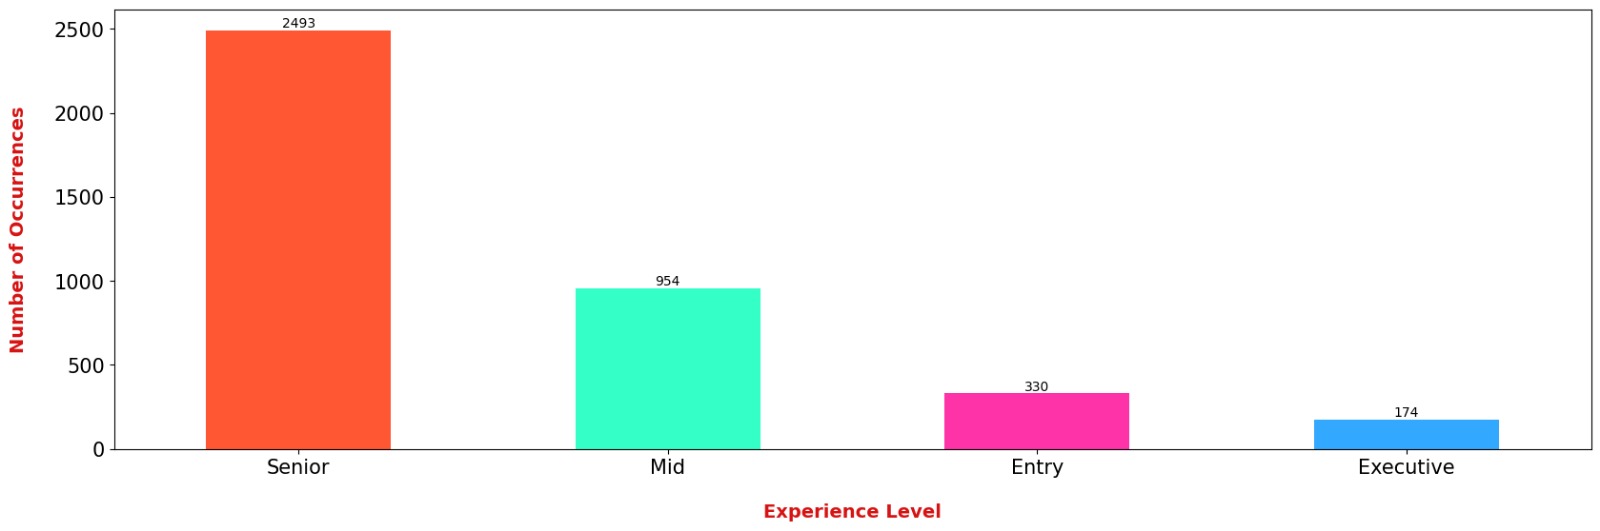 2493
2500
2000
1500
1000
954
500
330
174
0
Number of Occurrences
Senior
Mid
Entry
Executive
Experience Level